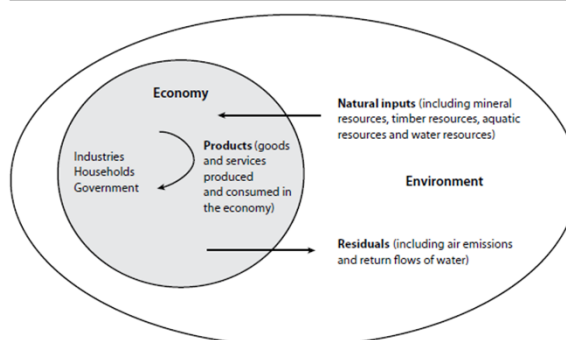 Economy
Industries
Households
Government
Products (goods
and services
produced
and consumed in
the economy)
Natural inputs (including mineral
resources, timber resources, aquatic
resources and water resources)
Environment
Residuals (including air emissions
and return flows of water)